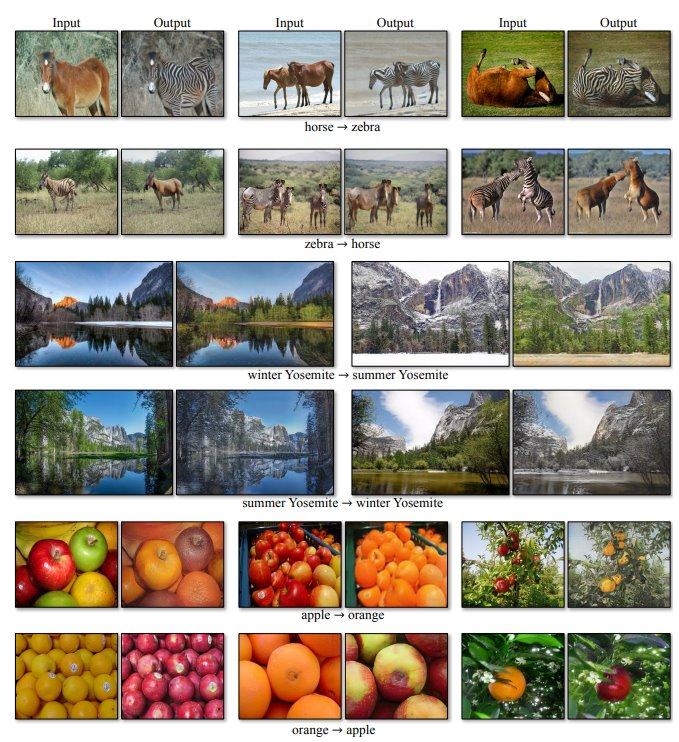 Input Output Input Output Input Output
horse → zebra
zebra → horse
winter Yosemite → summer Yosemite
summer Yosemite → winter Yosemite
apple → orange
orange → apple